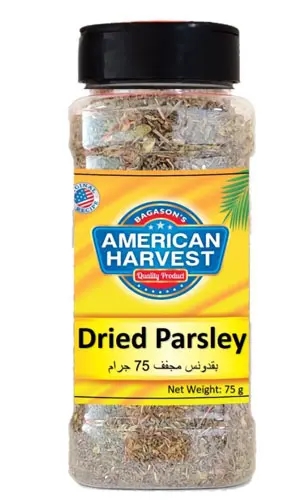 BAGASON'S
AMERICAN
HARVEST
Quality Product
Dried Parsley
بقدونس مجفف 75 جرام
Net Weight: 75 g